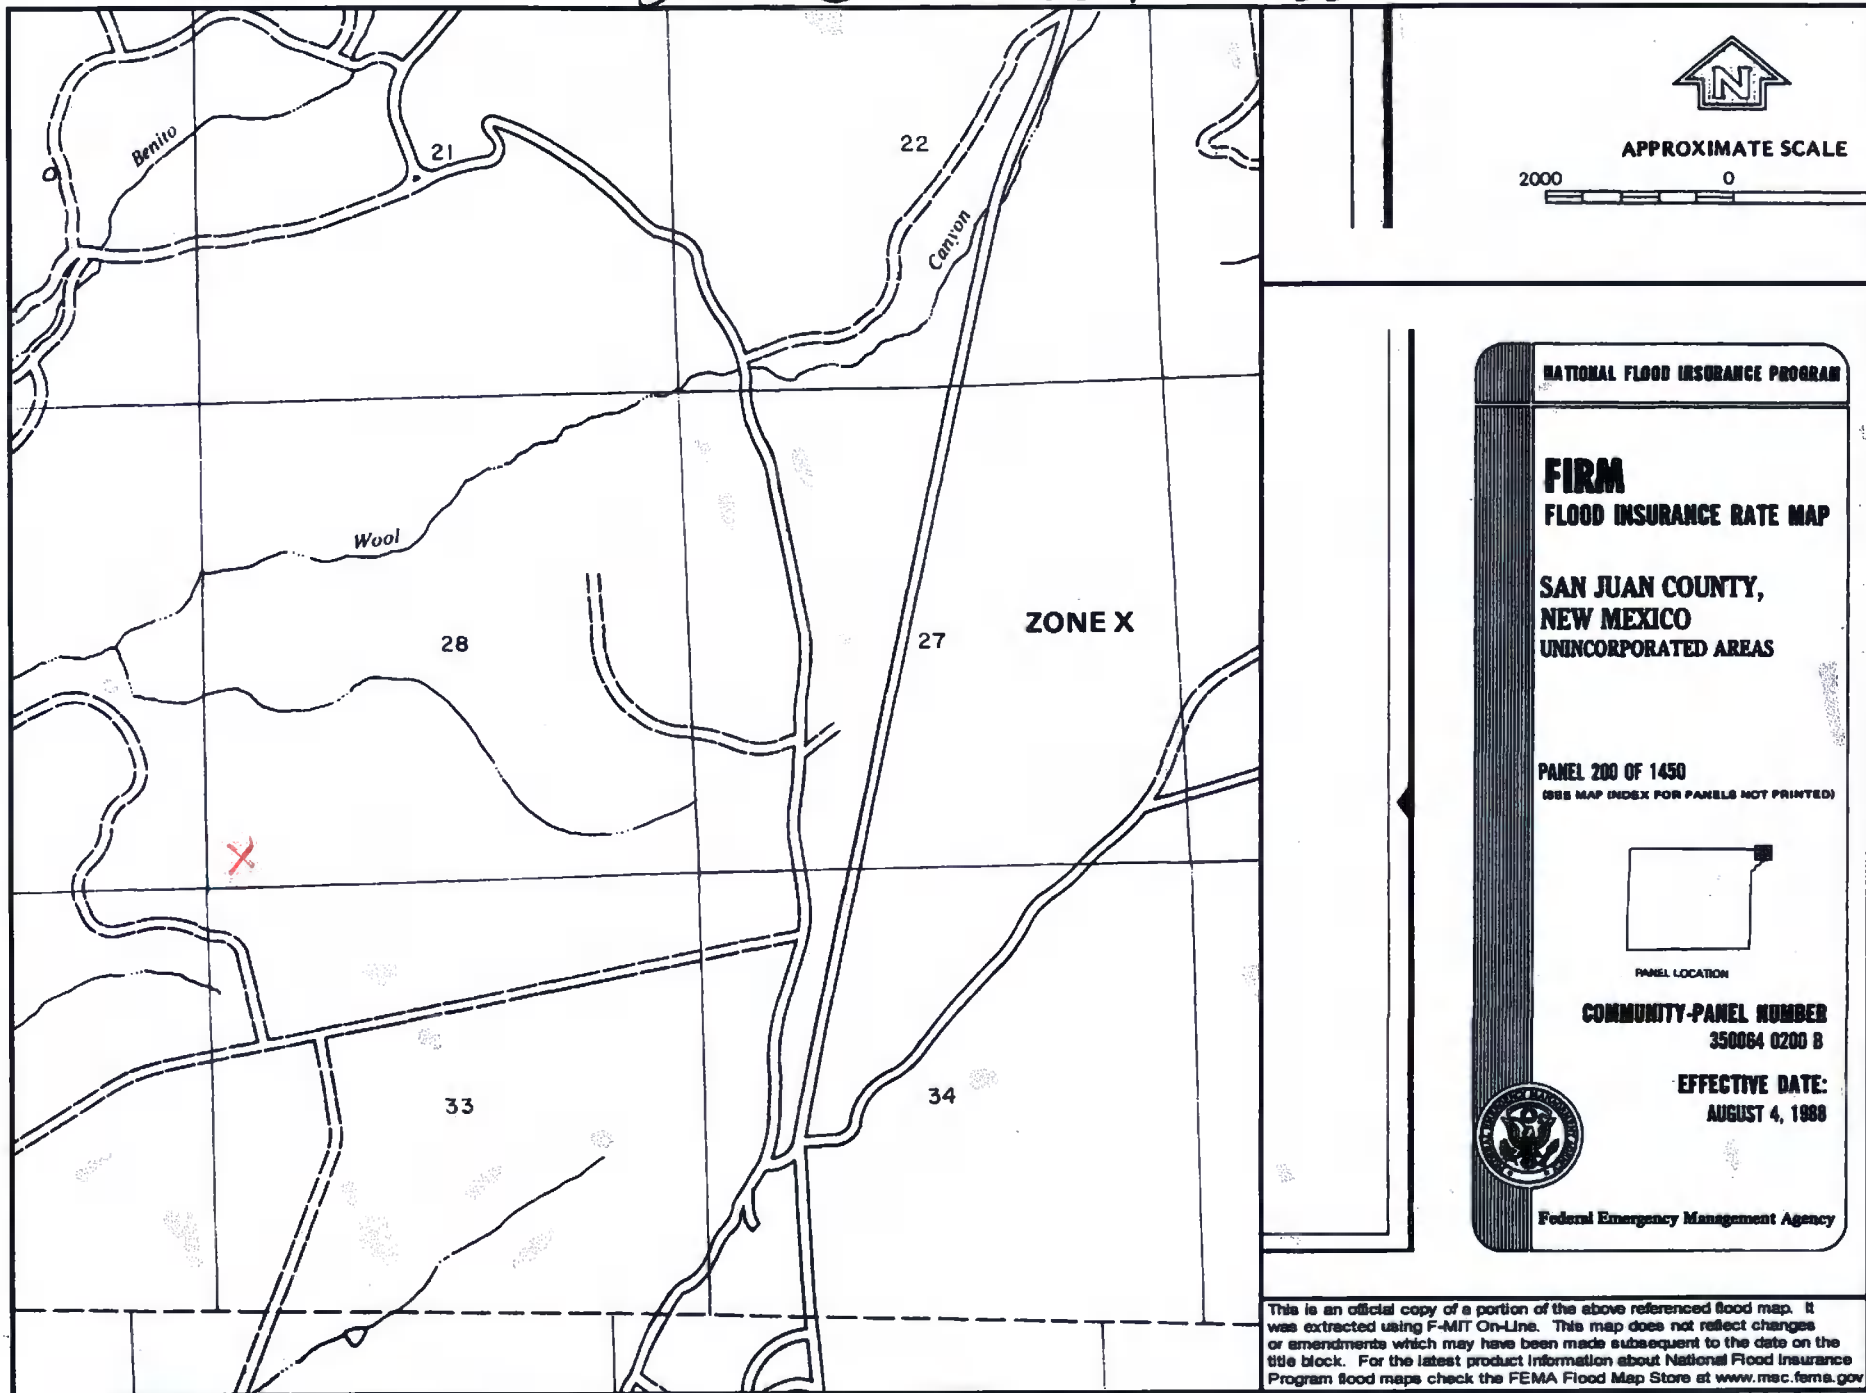 Benito
21
22
Canyon
Wool
28
27
ZONE X
33
34
N
APPROXIMATE SCALE
2000 0
NATIONAL FLOOD INSURANCE PROGRAM
FIRM
FLOOD INSURANCE RATE MAP
SAN JUAN COUNTY,
NEW MEXICO
UNINCORPORATED AREAS
PANEL 200 OF 1450
(SEE MAP INDEX FOR PANELS NOT PRINTED)
PANEL LOCATION
COMMUNITY-PANEL NUMBER
350064 0200 B
EFFECTIVE DATE:
AUGUST 4, 1988
Federal Emergency Management Agency
This is an official copy of a portion of the above referenced flood map. It
was extracted using F-MIT On-Line. This map does not reflect changes
or amendments which may have been made subsequent to the date on the
title block. For the latest product information about National Flood Insurance
Program flood maps check the FEMA Flood Map Store at www.msc.fema.gov